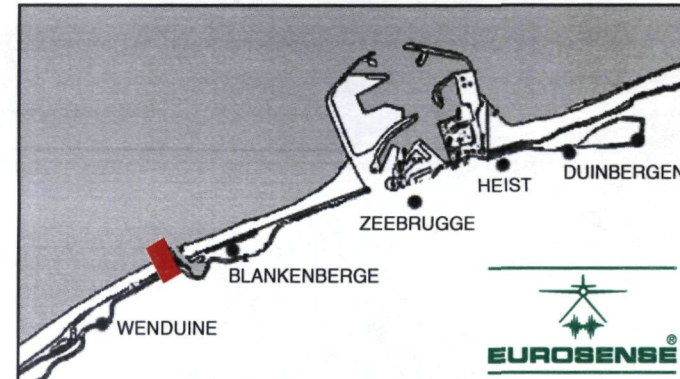 DUINBERGEN
HEIST
ZEEBRUGGE
BLANKENBERGE
WENDUINE
EUROSENSE®